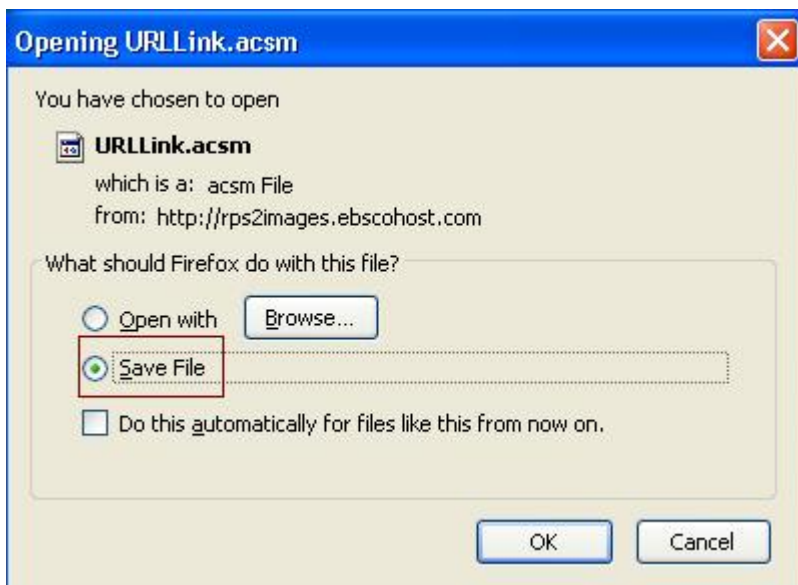 Opening URLLink.acsm
You have chosen to open
URLLink.acsm
which is a: acsm File
from: http://rps2images.ebscohost.com
What should Firefox do with this file?
Open with Browse...
Save File
Do this automatically for files like this from now on.
OK Cancel